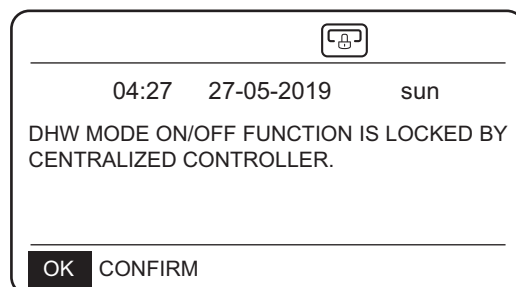 04:27 27-05-2019 sun
DHW MODE ON/OFF FUNCTION IS LOCKED BY
CENTRALIZED CONTROLLER.
OK CONFIRM